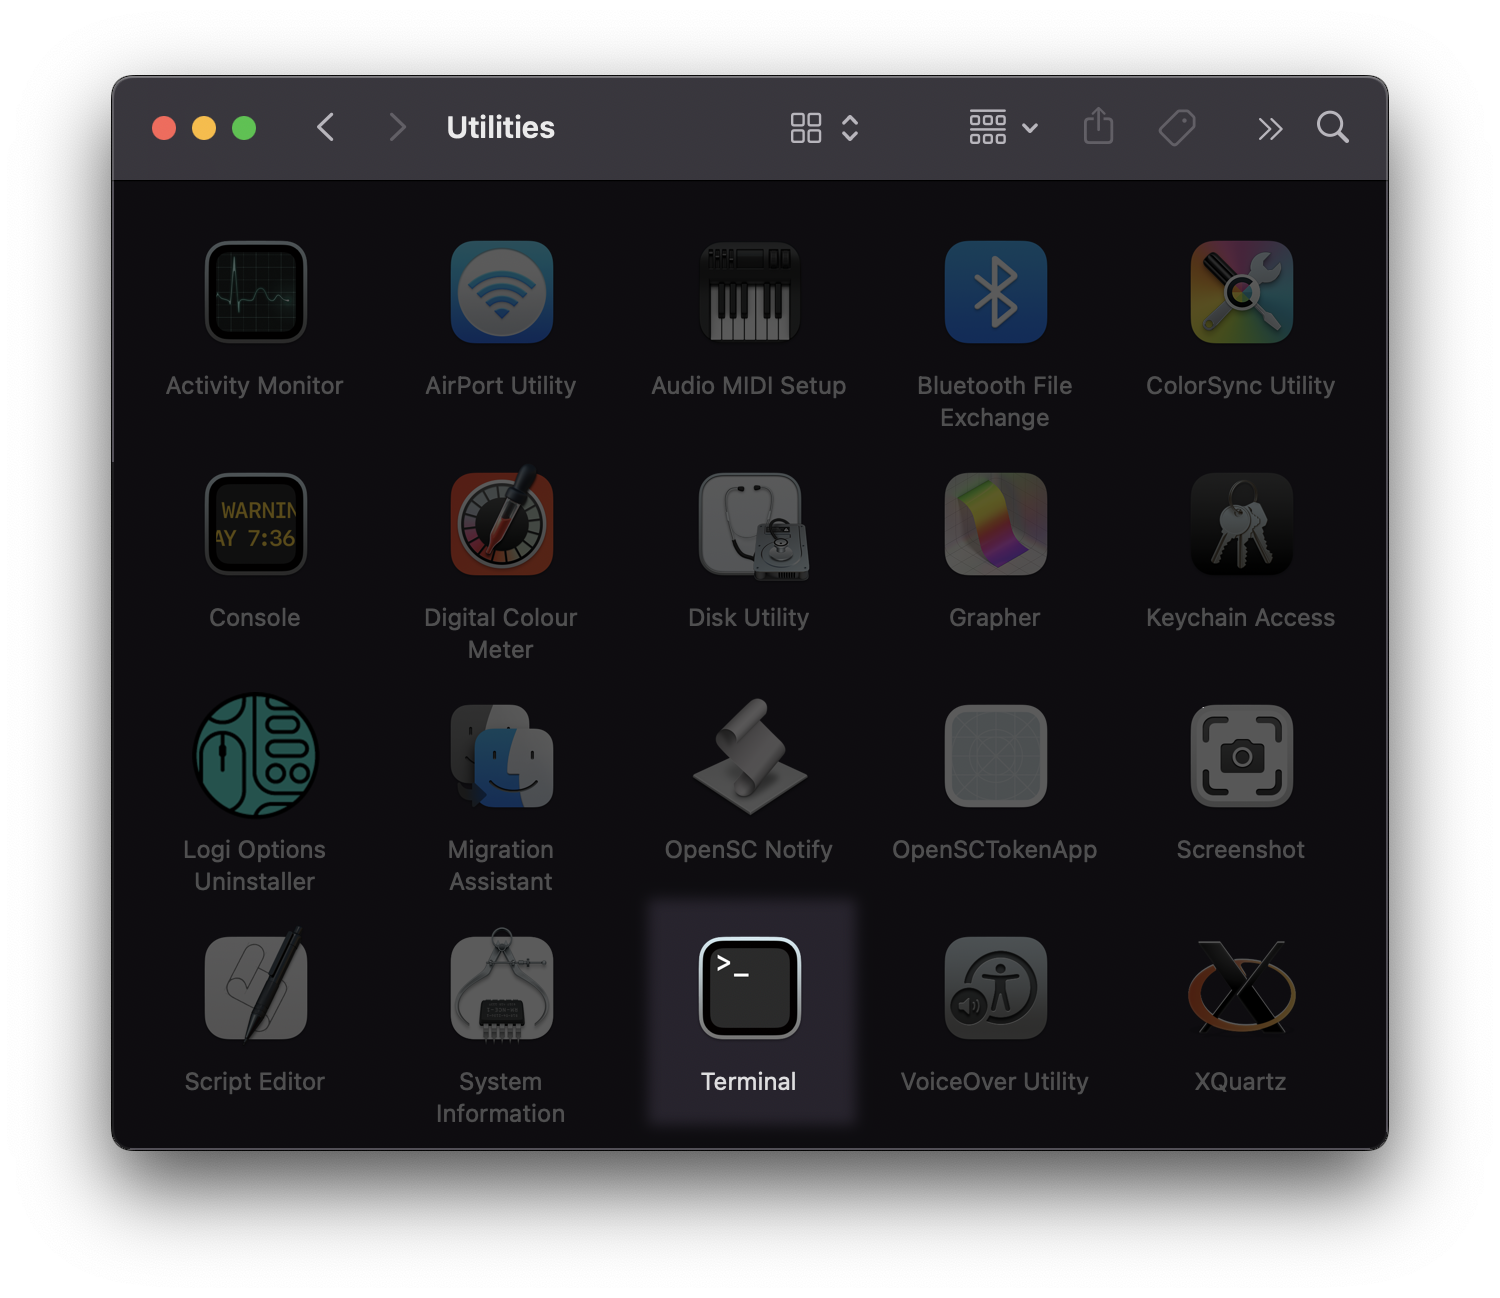 Utilities
Activity Monitor
AirPort Utility
Audio MIDI Setup
Bluetooth File
Exchange
ColorSync Utility
WARNIN
AY 7:36
Console
Digital Colour
Meter
Disk Utility
Grapher
Keychain Access
Logi Options
Uninstaller
Migration
Assistant
OpenSC Notify
OpenSCTokenApp
Screenshot
Script Editor
System
Information
>_
Terminal
VoiceOver Utility
XQuartz